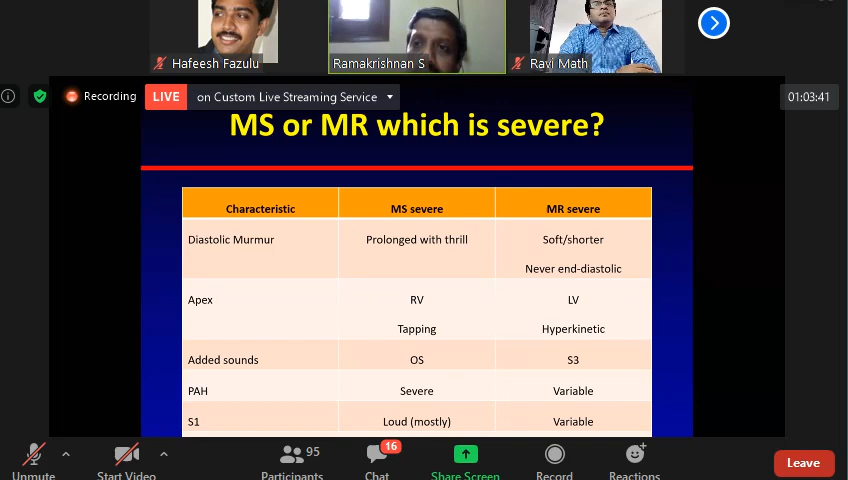 Hafeesh Fazulu
Ramakrishnan S
Ravi Math
Recording
LIVE
on Custom Live Streaming Service
01:03:41
MS or MR which is severe?
Characteristic MS severe MR severe
Diastolic Murmur Prolonged with thrill Soft/shorter
Never end-diastolic
Apex RV LV
Tapping Hyperkinetic
Added sounds OS S3
PAH Severe Variable
S1 Loud (mostly) Variable
95
16
Unmute Start Video Participants Chat Share Screen Record Reactions
Leave